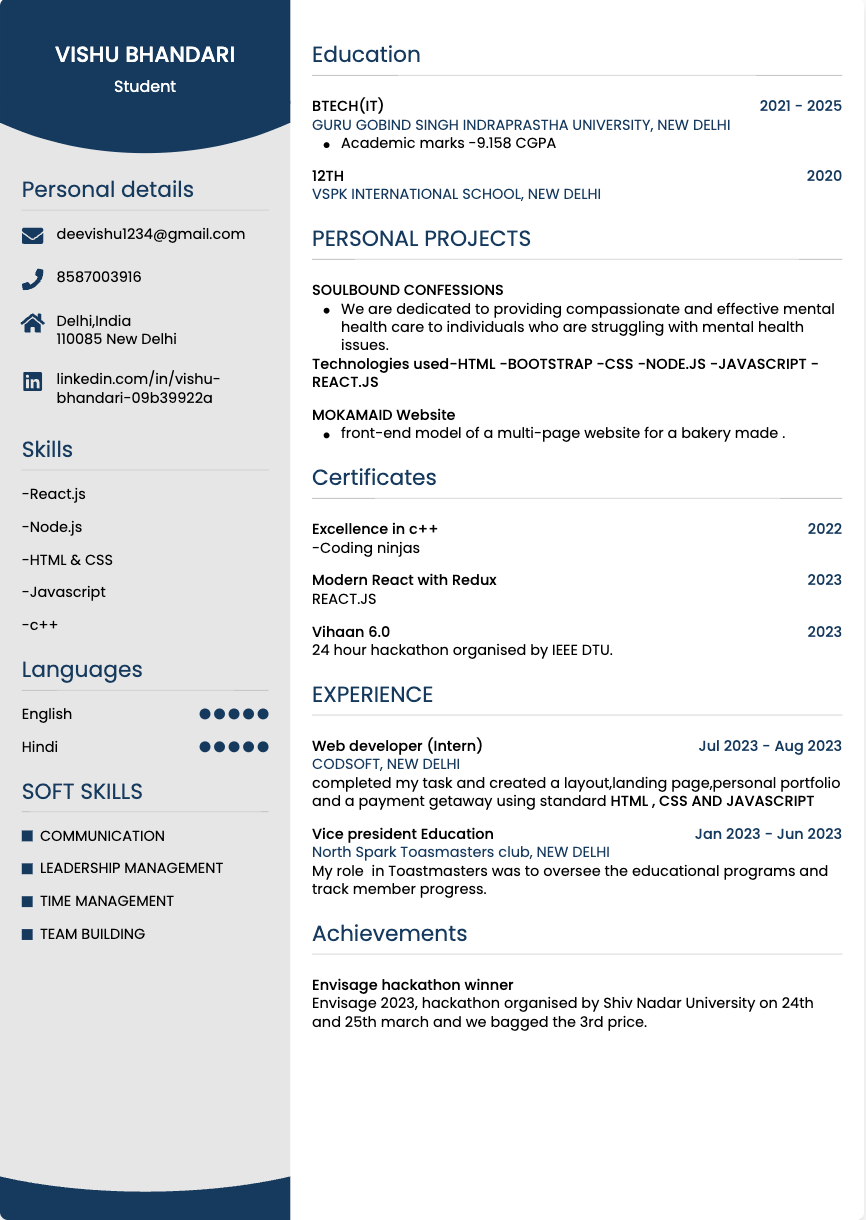 VISHU BHANDARI
Student
Personal details
deevishu1234@gmail.com
8587003916
Delhi,India
110085 New Delhi
linkedin.com/in/vishu-
bhandari-09b39922a
Skills
-React.js
-Node.js
-HTML & CSS
-Javascript
-c++
Languages
English
Hindi
SOFT SKILLS
COMMUNICATION
LEADERSHIP MANAGEMENT
TIME MANAGEMENT
TEAM BUILDING
Education
BTECH(IT) 2021 - 2025
GURU GOBIND SINGH INDRAPRASTHA UNIVERSITY, NEW DELHI
• Academic marks -9.158 CGPA
12TH 2020
VSPK INTERNATIONAL SCHOOL, NEW DELHI
PERSONAL PROJECTS
SOULBOUND CONFESSIONS
• We are dedicated to providing compassionate and effective mental
health care to individuals who are struggling with mental health
issues.
Technologies used-HTML -BOOTSTRAP -CSS -NODE.JS -JAVASCRIPT -
REACT.JS
MOKAMAID Website
• front-end model of a multi-page website for a bakery made .
Certificates
Excellence in c++ 2022
-Coding ninjas
Modern React with Redux 2023
REACT.JS
Vihaan 6.0 2023
24 hour hackathon organised by IEEE DTU.
EXPERIENCE
Web developer (Intern) Jul 2023 - Aug 2023
CODSOFT, NEW DELHI
completed my task and created a layout,landing page,personal portfolio
and a payment getaway using standard HTML , CSS AND JAVASCRIPT
Vice president Education Jan 2023 - Jun 2023
North Spark Toasmasters club, NEW DELHI
My role  in Toastmasters was to oversee the educational programs and
track member progress.
Achievements
Envisage hackathon winner
Envisage 2023, hackathon organised by Shiv Nadar University on 24th
and 25th march and we bagged the 3rd price.